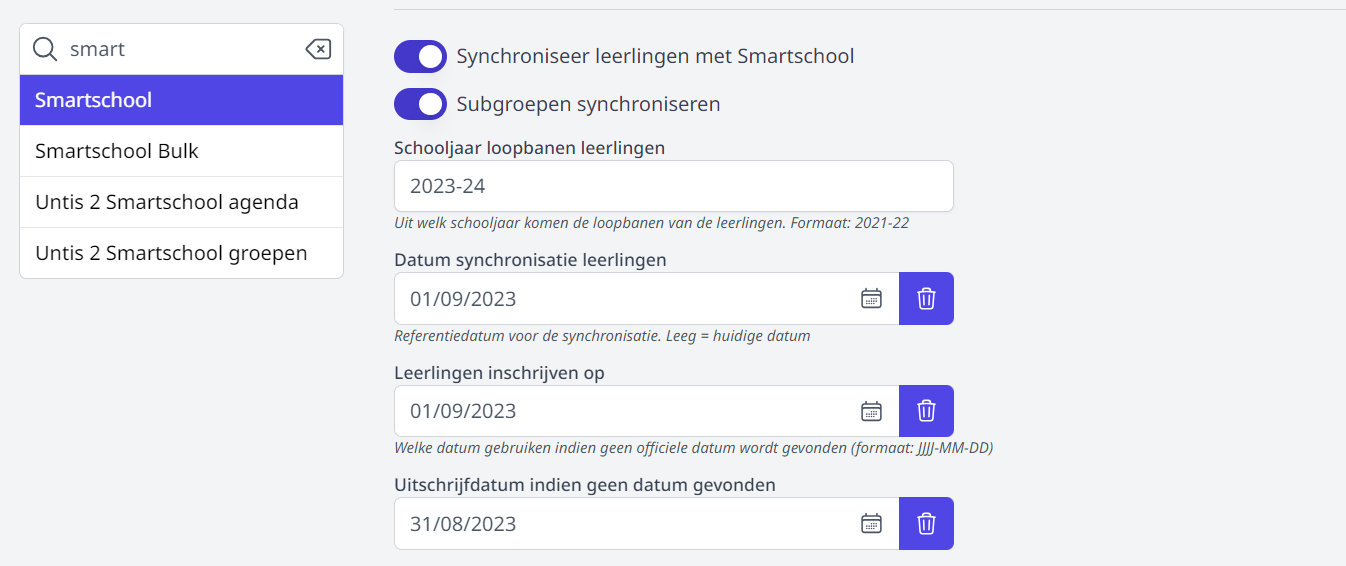 smart
Smartschool
Smartschool Bulk
Untis 2 Smartschool agenda
Untis 2 Smartschool groepen
Synchroniseer leerlingen met Smartschool
Subgroepen synchroniseren
Schooljaar loopbanen leerlingen
2023-24
Uit welk schooljaar komen de loopbanen van de leerlingen. Formaat: 2021-22
Datum synchronisatie leerlingen
01/09/2023
Referentiedatum voor de synchronisatie. Leeg = huidige datum
Leerlingen inschrijven op
01/09/2023
Welke datum gebruiken indien geen officiele datum wordt gevonden (formaat: JJJJ-MM-DD)
Uitschrijfdatum indien geen datum gevonden
31/08/2023